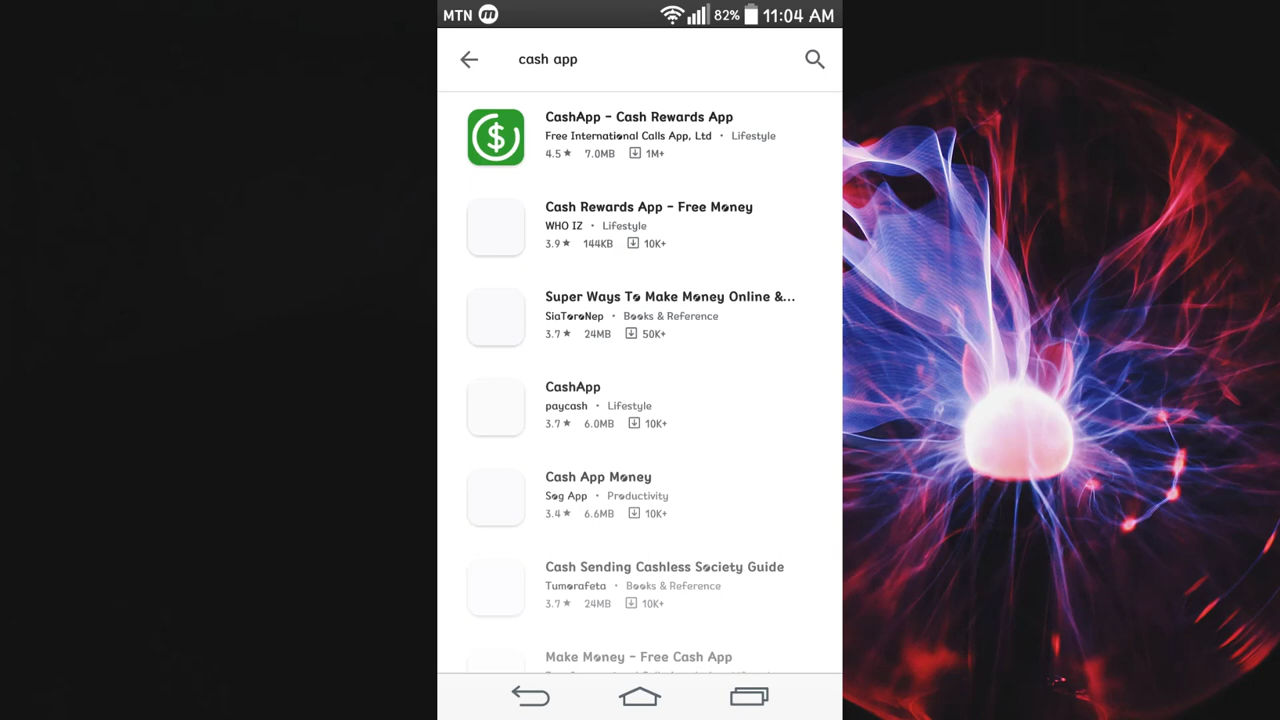 MTN m 82% 11:04 AM
cash app
$
CashApp - Cash Rewards App
Free International Calls App, Ltd • Lifestyle
4.5★ 7.0MB 1M+
Cash Rewards App - Free Money
WHO IZ • Lifestyle
3.9★ 144KB 10K+
Super Ways To Make Money Online &...
SiaToroNep • Books & Reference
3.7★ 24MB 50K+
CashApp
paycash • Lifestyle
3.7★ 6.0MB 10K+
Cash App Money
Sog App • Productivity
3.4★ 6.6MB 10K+
Cash Sending Cashless Society Guide
Tumorafeta • Books & Reference
3.7★ 24MB 10K+
Make Money - Free Cash App